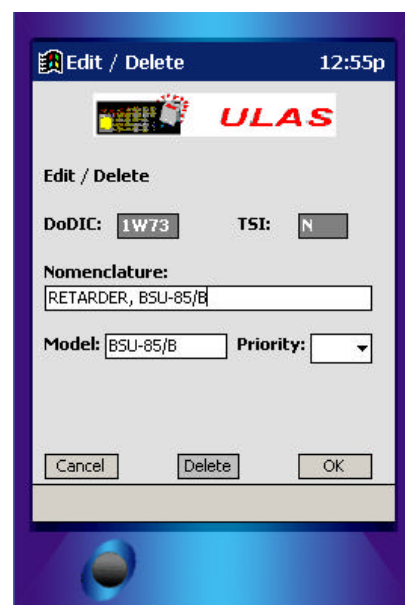 Edit / Delete 12:55p
ULAS
Edit / Delete
DoDIC: 1W73 TSI: N
Nomenclature:
RETARDER, BSU-85/B
Model: BSU-85/B Priority:
Cancel Delete OK